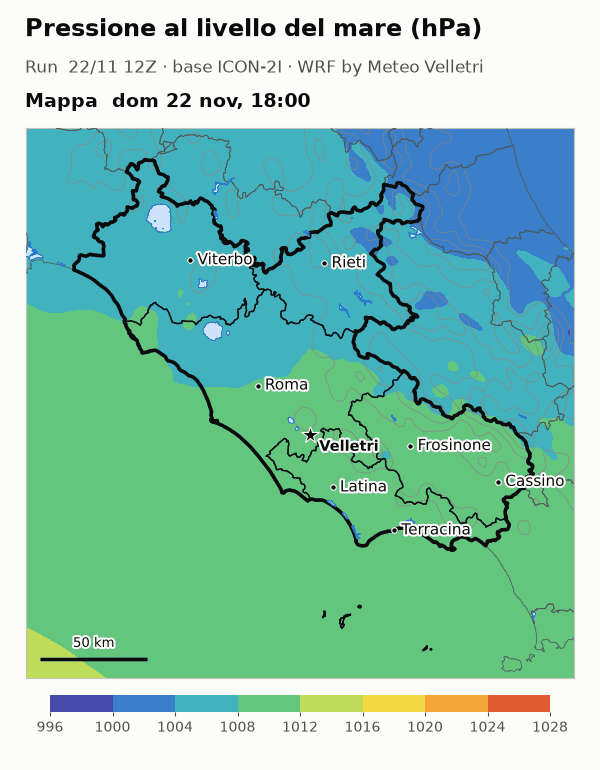 Pressione al livello del mare (hPa)
Run  22/11 12Z · base ICON-2I · WRF by Meteo Velletri
Mappa  dom 22 nov, 18:00
Viterbo
Rieti
Roma
Velletri
Frosinone
Cassino
Latina
Terracina
50 km
996 1000 1004 1008 1012 1016 1020 1024 1028